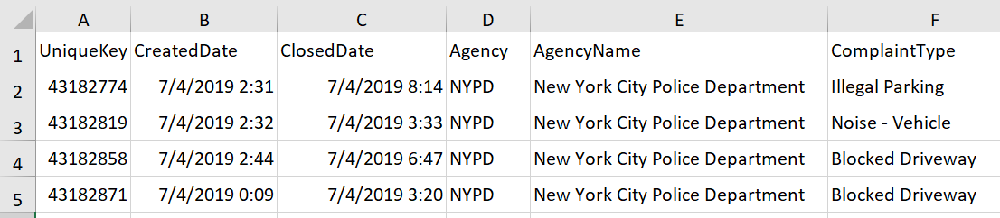 A B C D E F
1 UniqueKey CreatedDate ClosedDate Agency AgencyName ComplaintType
2 43182774 7/4/2019 2:31 7/4/2019 8:14 NYPD New York City Police Department Illegal Parking
3 43182819 7/4/2019 2:32 7/4/2019 3:33 NYPD New York City Police Department Noise - Vehicle
4 43182858 7/4/2019 2:44 7/4/2019 6:47 NYPD New York City Police Department Blocked Driveway
5 43182871 7/4/2019 0:09 7/4/2019 3:20 NYPD New York City Police Department Blocked Driveway